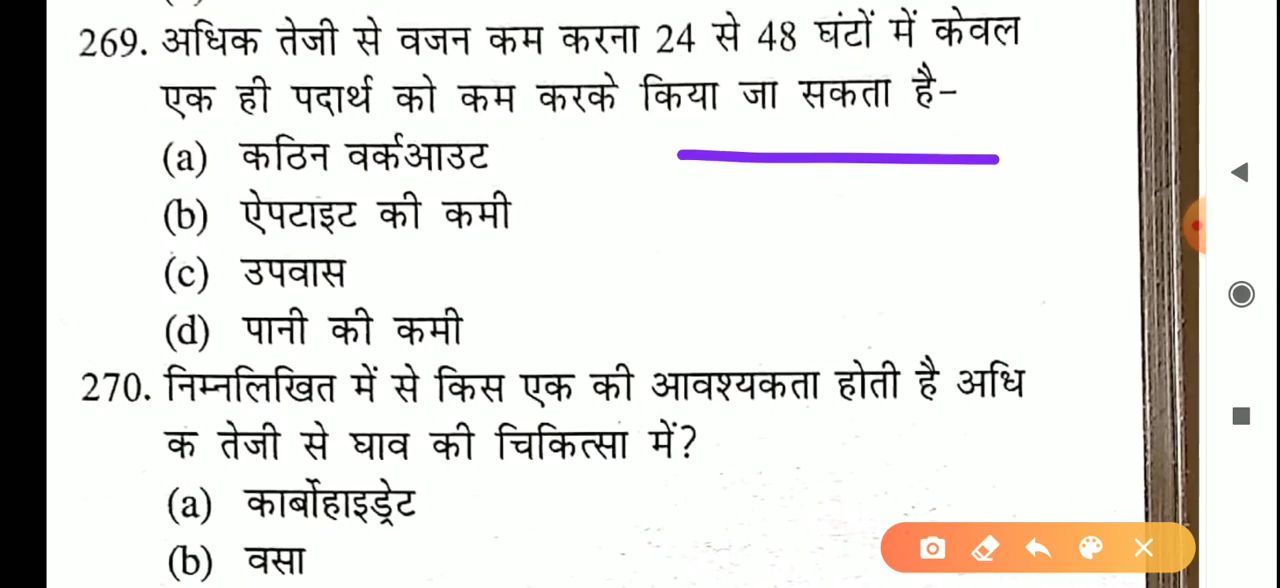 269. अधिक तेजी से वजन कम करना 24 से 48 घंटों में केवल
एक ही पदार्थ को कम करके किया जा सकता है-
(a) कठिन वर्कआउट
(b) ऐपटाइट की कमी
(c) उपवास
(d) पानी की कमी
270. निम्नलिखित में से किस एक की आवश्यकता होती है अधि
क तेजी से घाव की चिकित्सा में?
(a) कार्बोहाइड्रेट
(b) वसा